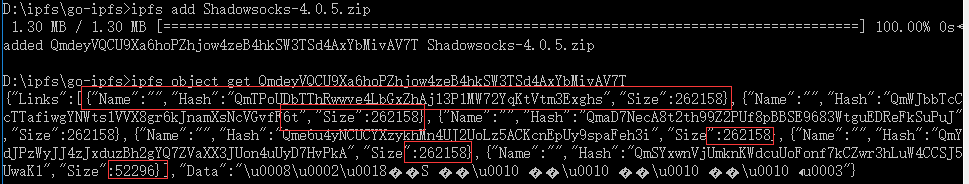 D:\ipfs\go-ipfs>ipfs add Shadowsocks-4.0.5.zip
1.30 MB / 1.30 MB [==========================================================================================] 100.00% 0s
added QmdeyVQCU9Xa6hoPZhjow4zeB4hkSW3TSd4AxYbMivAV7T Shadowsocks-4.0.5.zip
D:\ipfs\go-ipfs>ipfs object get QmdeyVQCU9Xa6hoPZhjow4zeB4hkSW3TSd4AxYbMivAV7T
{"Links":[{"Name":"","Hash":"QmTPoUDbTThRwwve4LbGxZhAj13P1MW72YqKtVtm3Exghs","Size":262158},{"Name":"","Hash":"QmWJbbTcC
cTTafiwgYNWts1VVX8gr6kJnamXsNcVGvfF6t","Size":262158},{"Name":"","Hash":"QmaD7NecA8t2th99Z2PUf8pBBSE9683WtguEDReFkSuPuj"
,"Size":262158},{"Name":"","Hash":"Qme6u4yNCUCYXzykhWn4UJ2UoLz5ACKcnEpUy9spaFeh3i","Size":262158},{"Name":"","Hash":"QmY
dJPzWyJJ4zJxduzBh2gYQ7ZVaXX3JUon4uUyD7HvPkA","Size":262158},{"Name":"","Hash":"QmSYxwnVjUmknKWdcuUoFonf7kCZwr3hLuW4CCSJ5
UwaK1","Size":52296}],"Data":"\u0008\u0002\u0018��S �\u0010 �\u0010 �\u0010 �\u0010 �\u0010 ̘\u0003"}